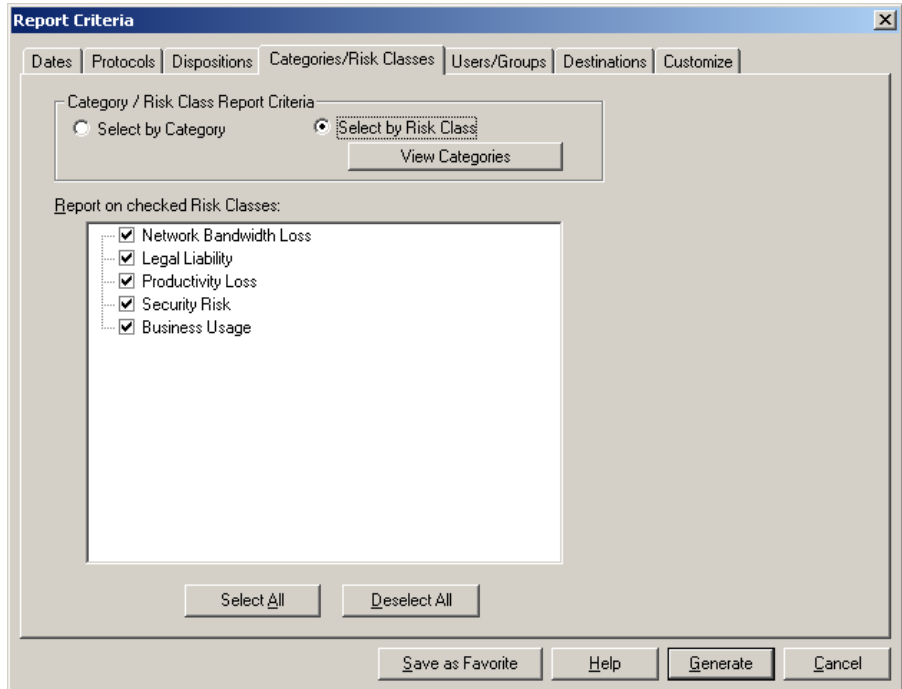 Report Criteria
Dates Protocols Dispositions Categories/Risk Classes Users/Groups Destinations Customize
Category / Risk Class Report Criteria
Select by Category Select by Risk Class
View Categories
Report on checked Risk Classes:
Network Bandwidth Loss
Legal Liability
Productivity Loss
Security Risk
Business Usage
Select All Deselect All
Save as Favorite Help Generate Cancel